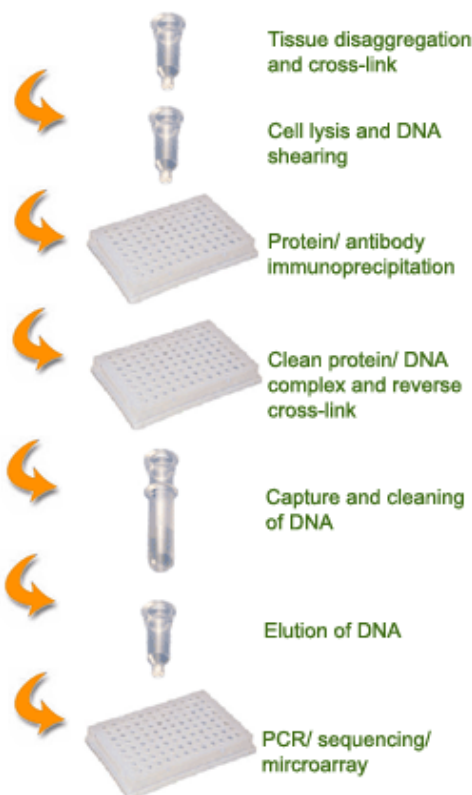 Tissue disaggregation
and cross-link
Cell lysis and DNA
shearing
Protein/ antibody
immunoprecipitation
Clean protein/ DNA
complex and reverse
cross-link
Capture and cleaning
of DNA
Elution of DNA
PCR/ sequencing/
mircroarray